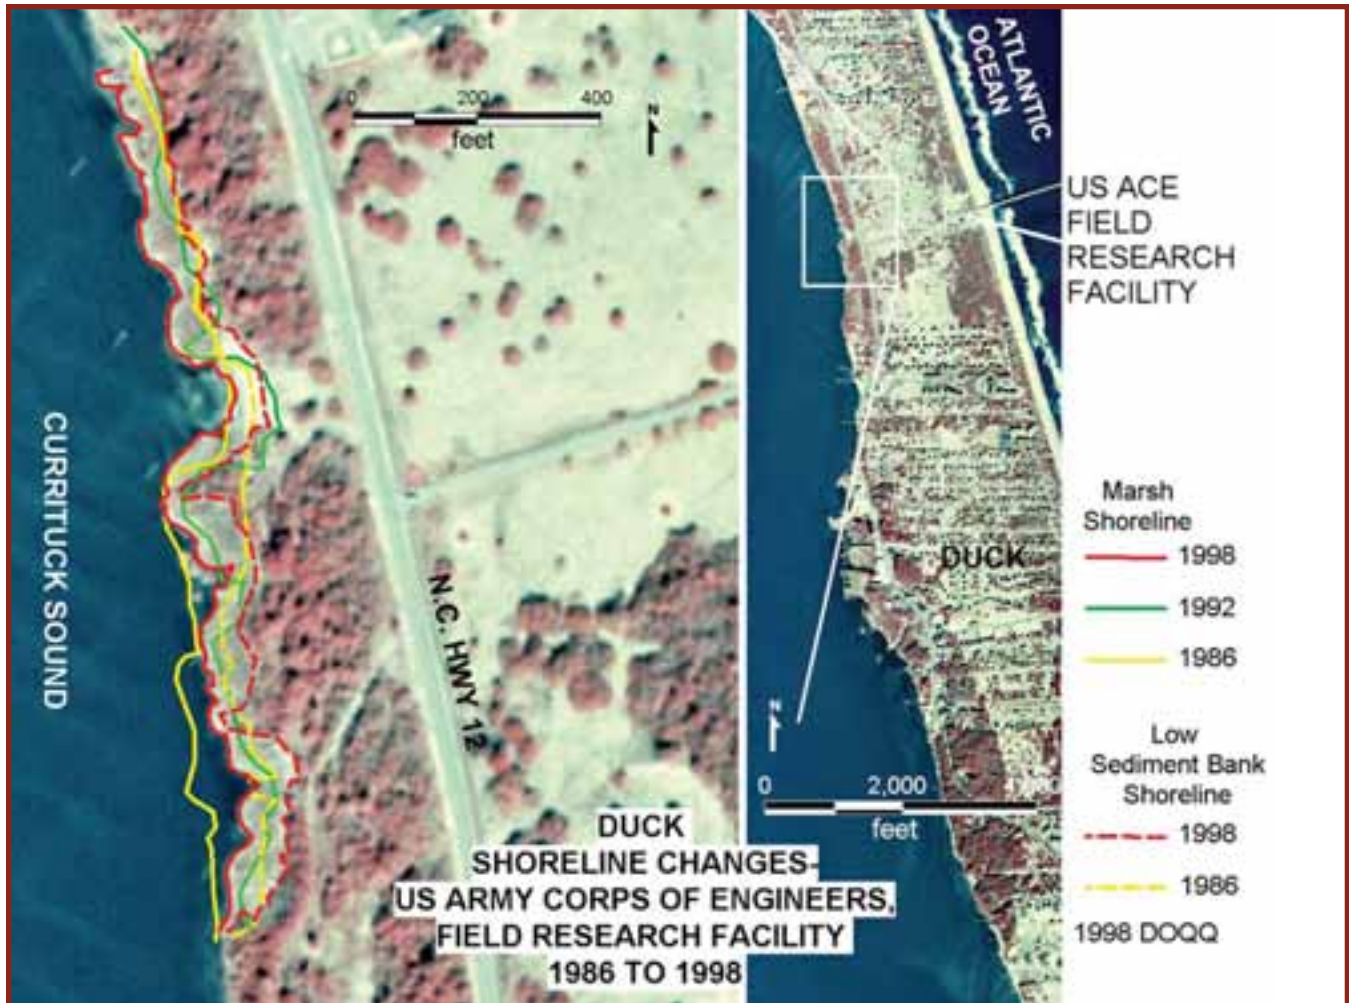 0 200 400
feet
N
CURRITUCK SOUND
N.C. HWY 12
DUCK
SHORELINE CHANGES-
US ARMY CORPS OF ENGINEERS,
FIELD RESEARCH FACILITY
1986 TO 1998
ATLANTIC
OCEAN
US ACE
FIELD
RESEARCH
FACILITY
DUCK
N
0 2,000
feet
Marsh
Shoreline
1998
1992
1986
Low
Sediment Bank
Shoreline
1998
1986
1998 DOQQ